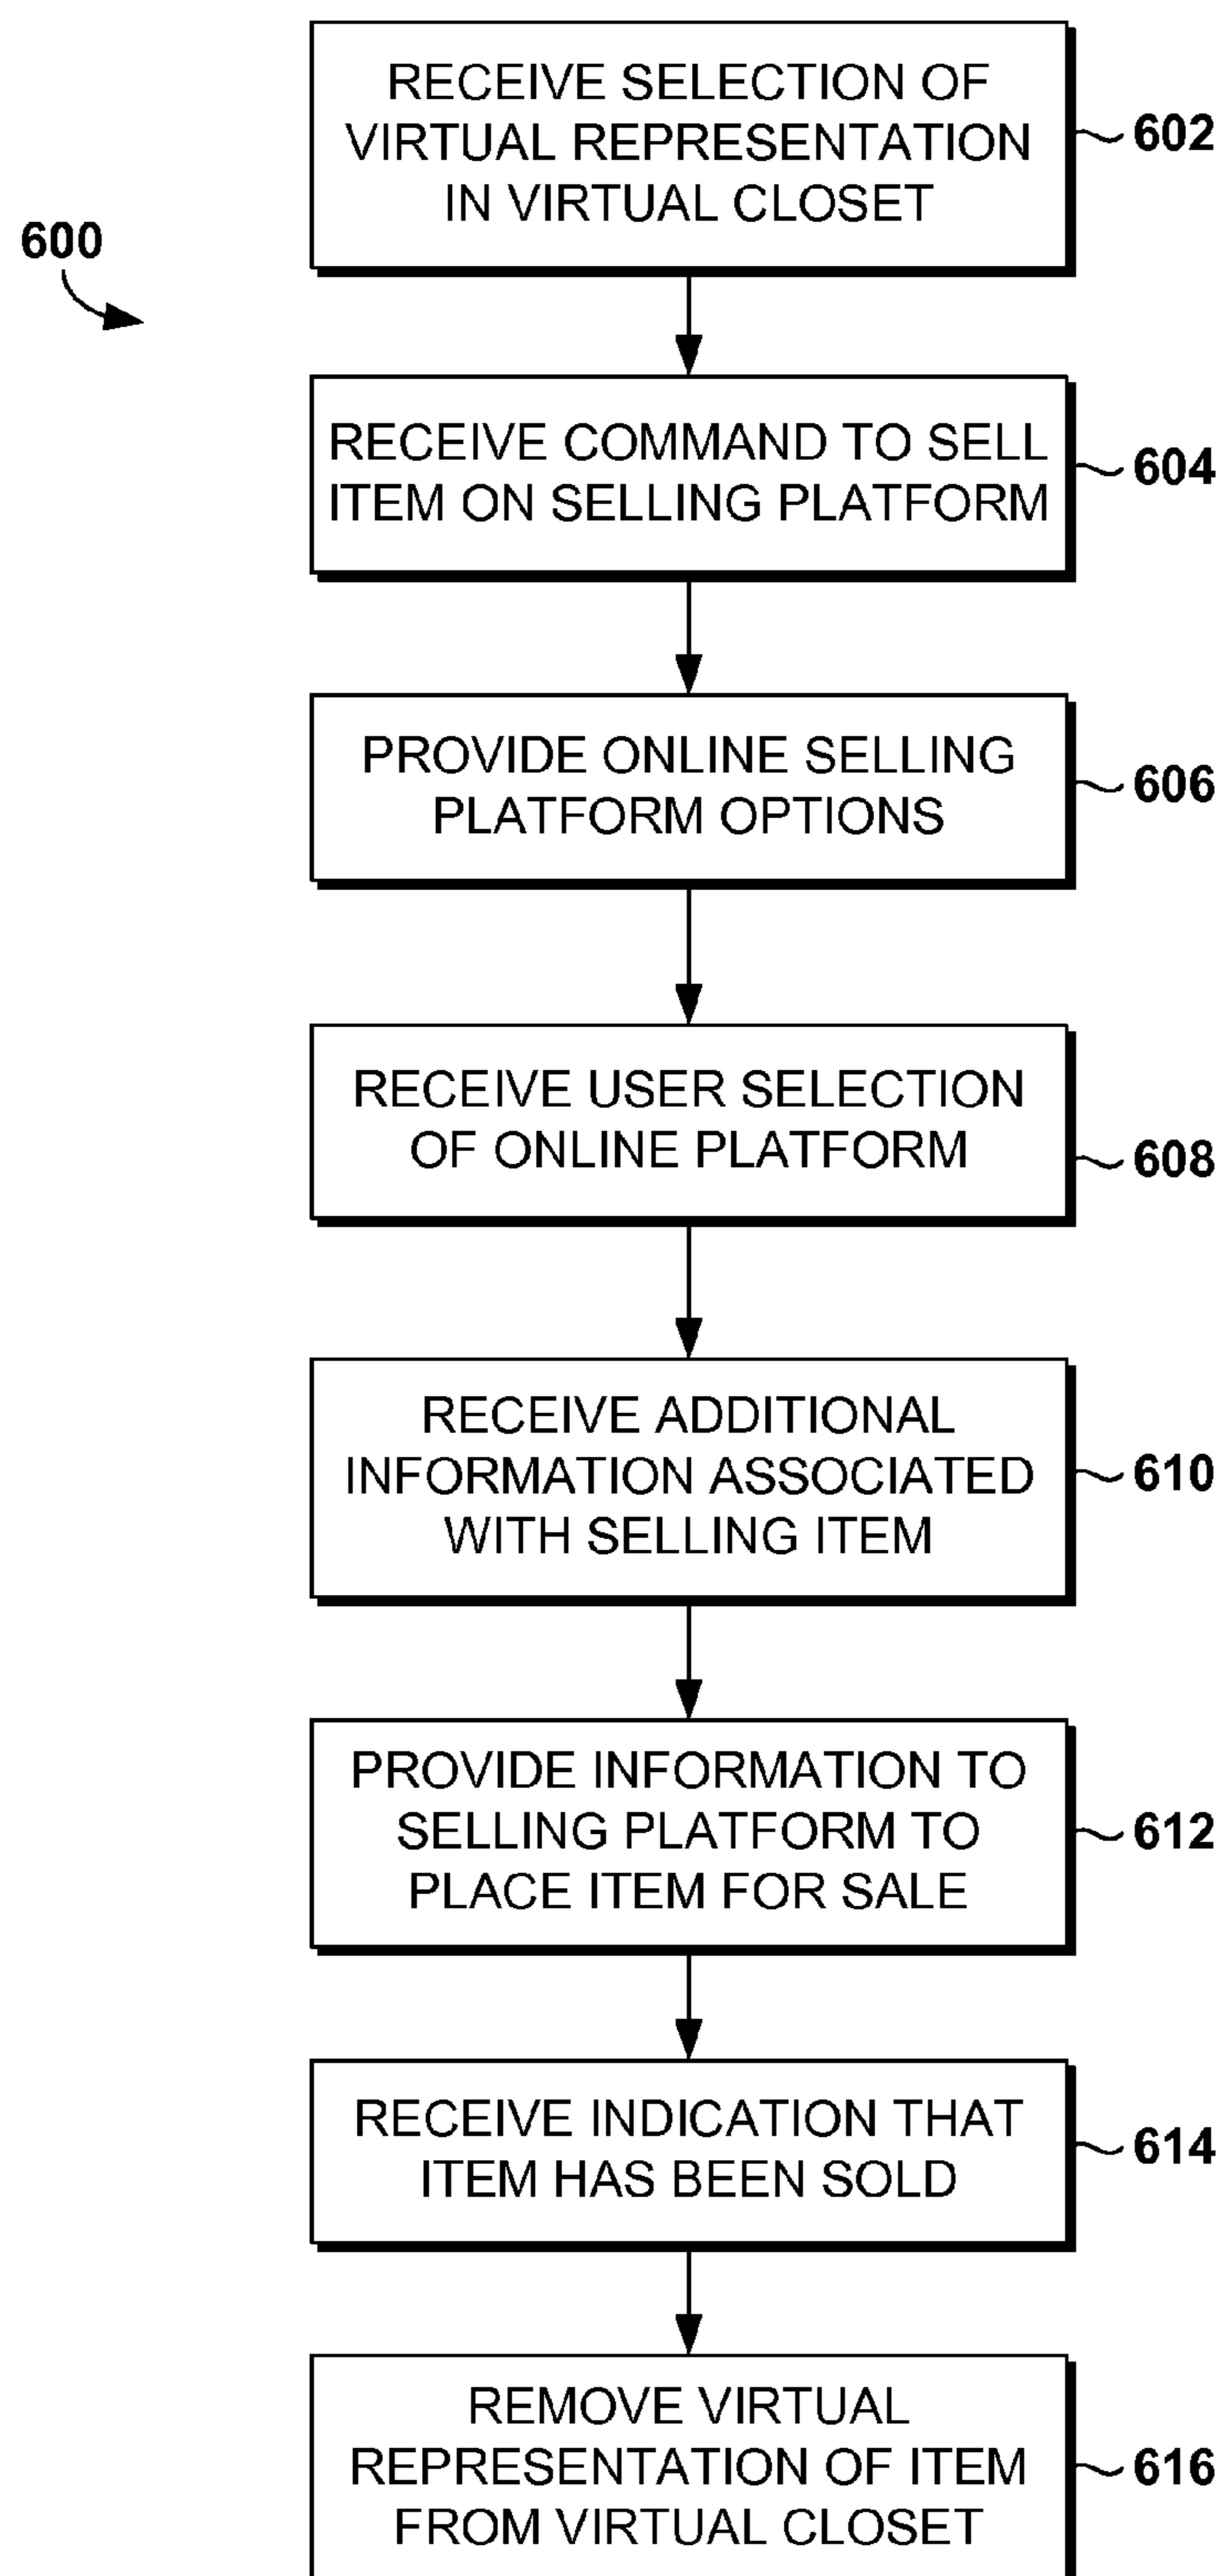 RECEIVE SELECTION OF
VIRTUAL REPRESENTATION
IN VIRTUAL CLOSET
602
600
RECEIVE COMMAND TO SELL
ITEM ON SELLING PLATFORM
604
PROVIDE ONLINE SELLING
PLATFORM OPTIONS
606
RECEIVE USER SELECTION
OF ONLINE PLATFORM
608
RECEIVE ADDITIONAL
INFORMATION ASSOCIATED
WITH SELLING ITEM
610
PROVIDE INFORMATION TO
SELLING PLATFORM TO
PLACE ITEM FOR SALE
612
RECEIVE INDICATION THAT
ITEM HAS BEEN SOLD
614
REMOVE VIRTUAL
REPRESENTATION OF ITEM
FROM VIRTUAL CLOSET
616